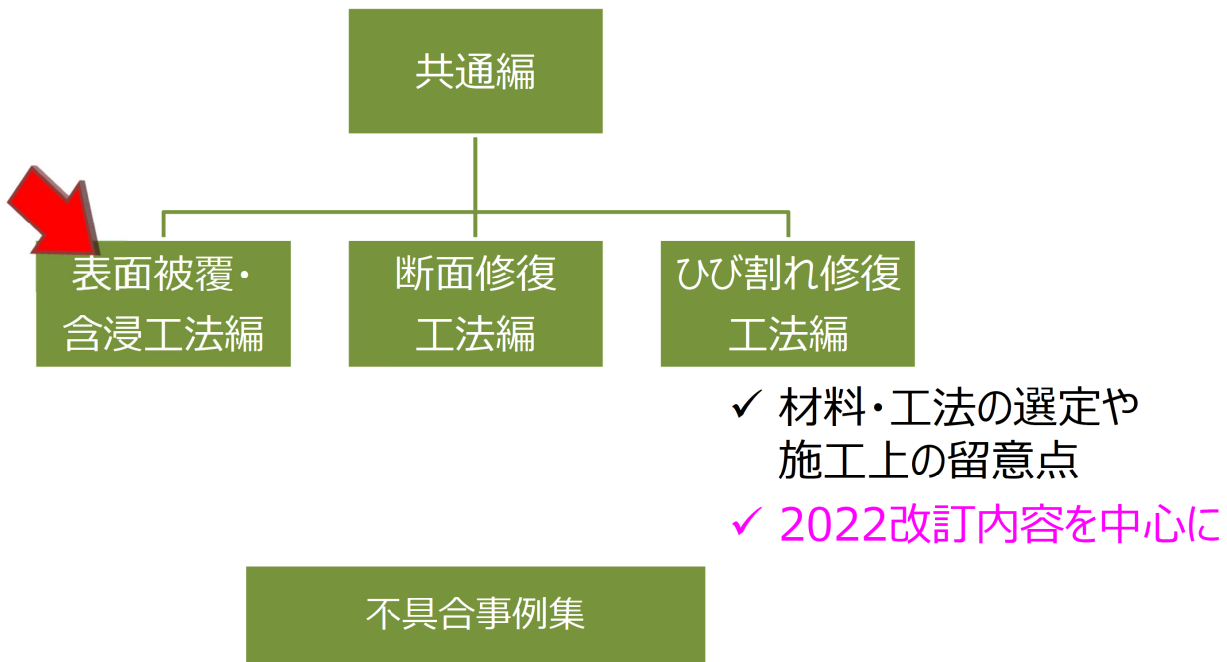 共通編
表面被覆・
含浸工法編
断面修復
工法編
ひび割れ修復
工法編
✓ 材料・工法の選定や
施工上の留意点
✓ 2022改訂内容を中心に
不具合事例集